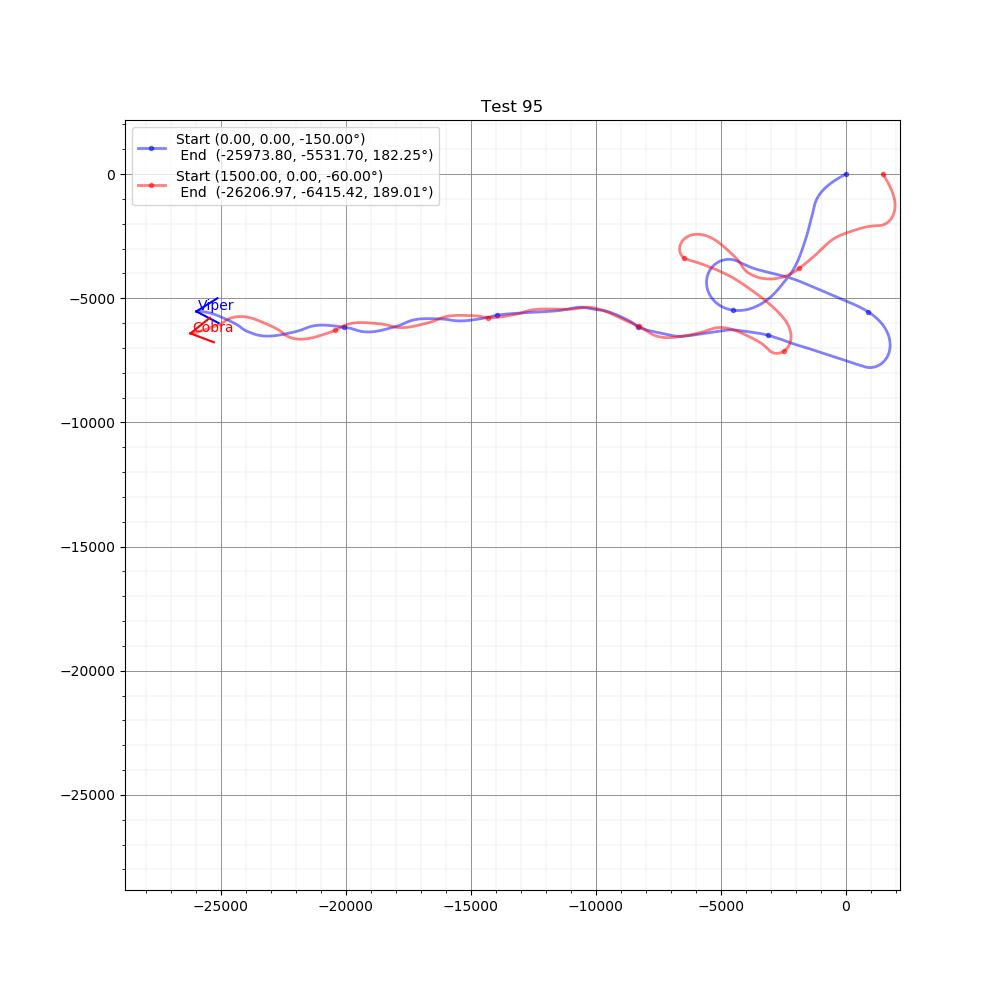 Test 95
Start (0.00, 0.00, -150.00°)
End (-25973.80, -5531.70, 182.25°)
Start (1500.00, 0.00, -60.00°)
End (-26206.97, -6415.42, 189.01°)
0
−5000
−10000
−15000
−20000
−25000
Viper
Cobra
−25000
−20000
−15000
−10000
−5000
0